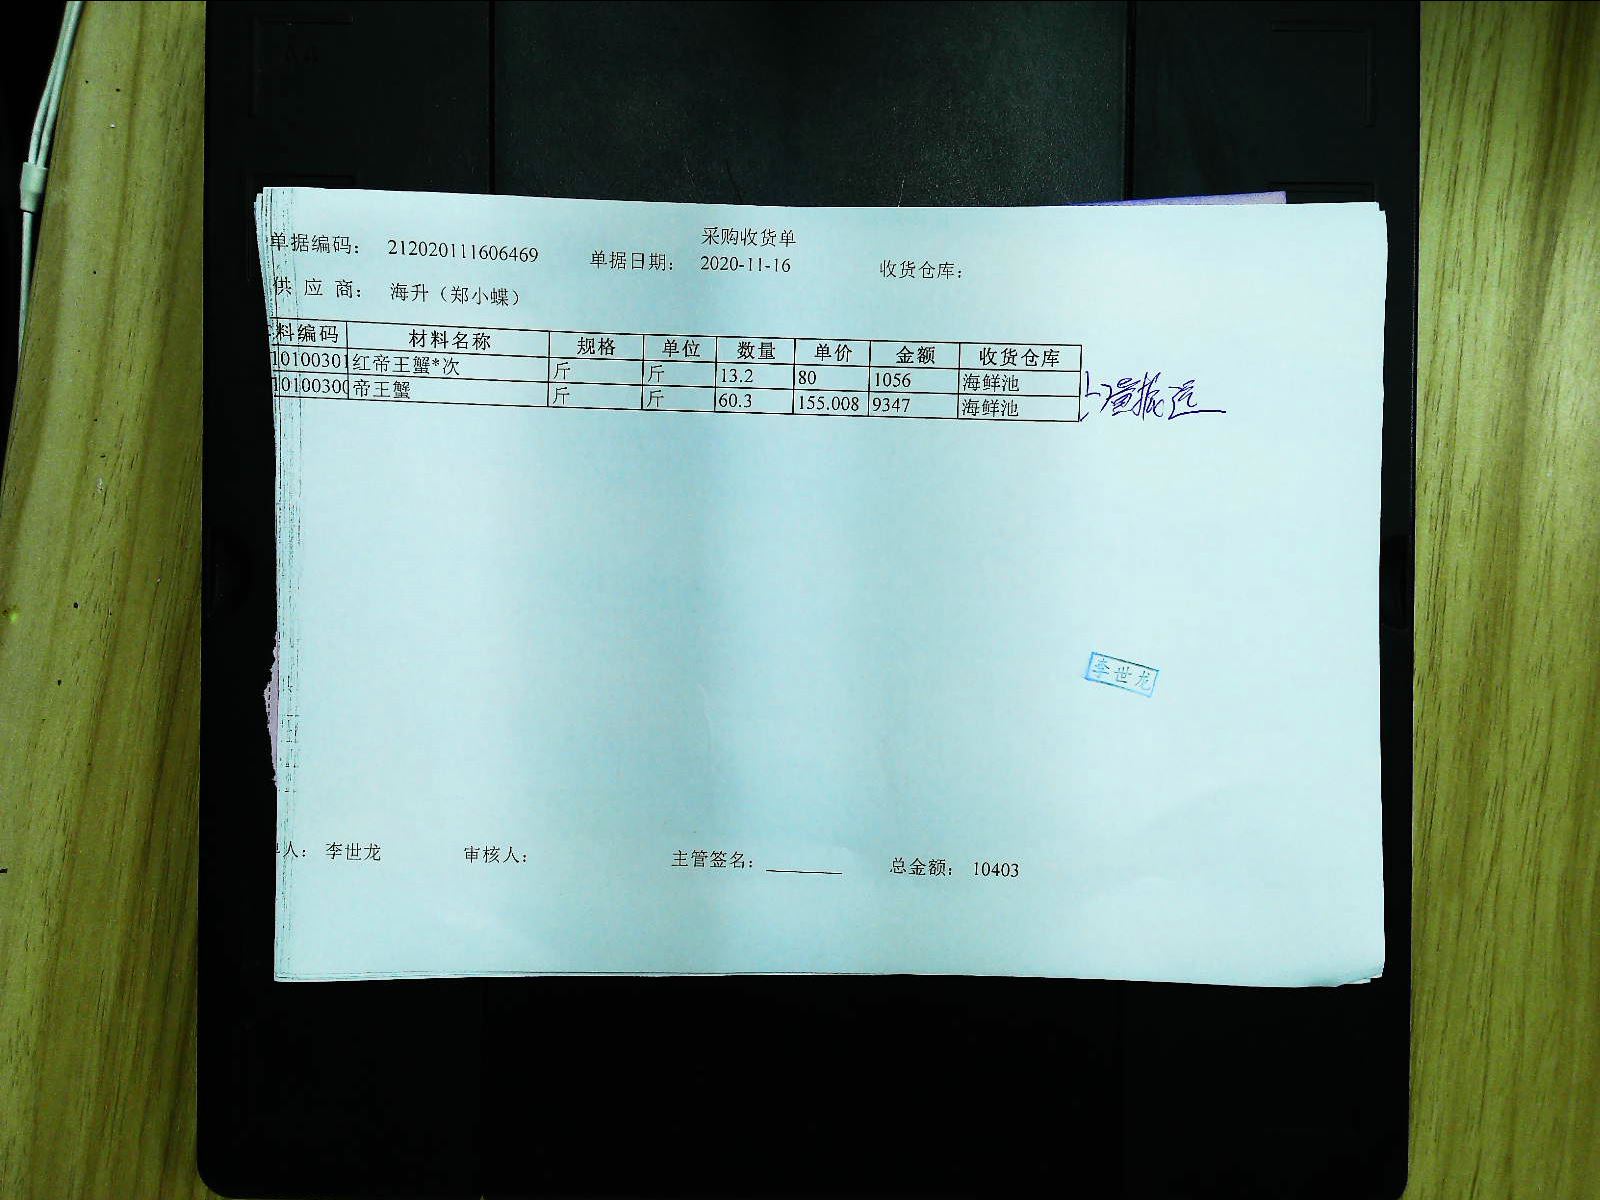 采购收货单
单据编码： 212020111606469 单据日期： 2020-11-16 收货仓库：
供 应 商： 海升（郑小蝶）
料编码 材料名称 规格 单位 数量 单价 金额 收货仓库
10100301 红帝王蟹*次 斤 斤 13.2 80 1056 海鲜池
10100300 帝王蟹 斤 斤 60.3 155.008 9347 海鲜池
李世龙
人： 李世龙 审核人： 主管签名： 总金额： 10403